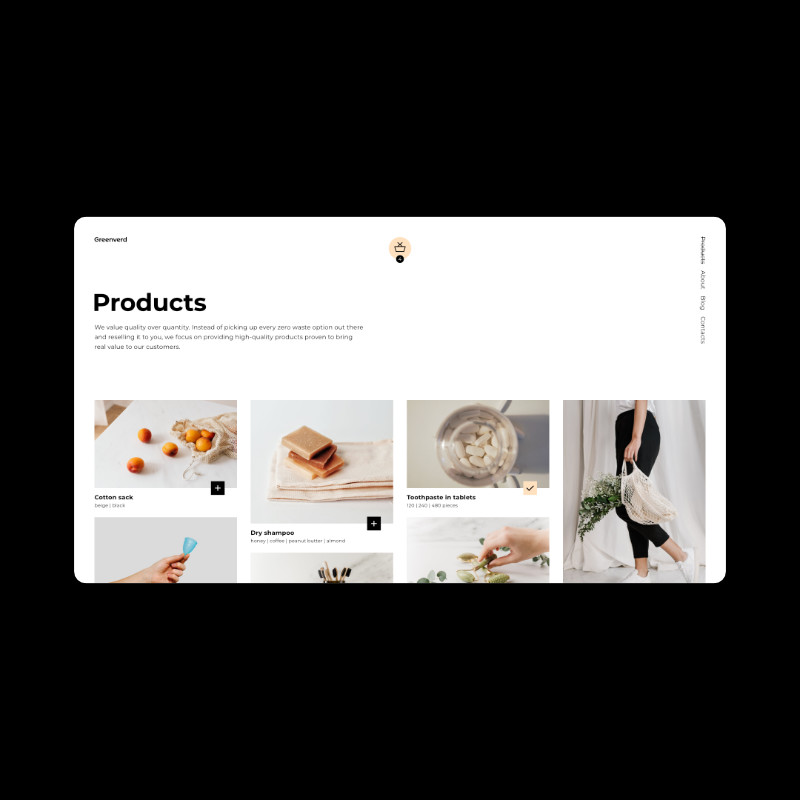 Greenverd
Products
About
Blog
Contacts
Products
We value quality over quantity. Instead of picking up every zero waste option out there
and reselling it to you, we focus on providing high-quality products proven to bring
real value to our customers.
Cotton sack
beige | black
Dry shampoo
honey | coffee | peanut butter | almond
Toothpaste in tablets
120 | 240 | 480 pieces